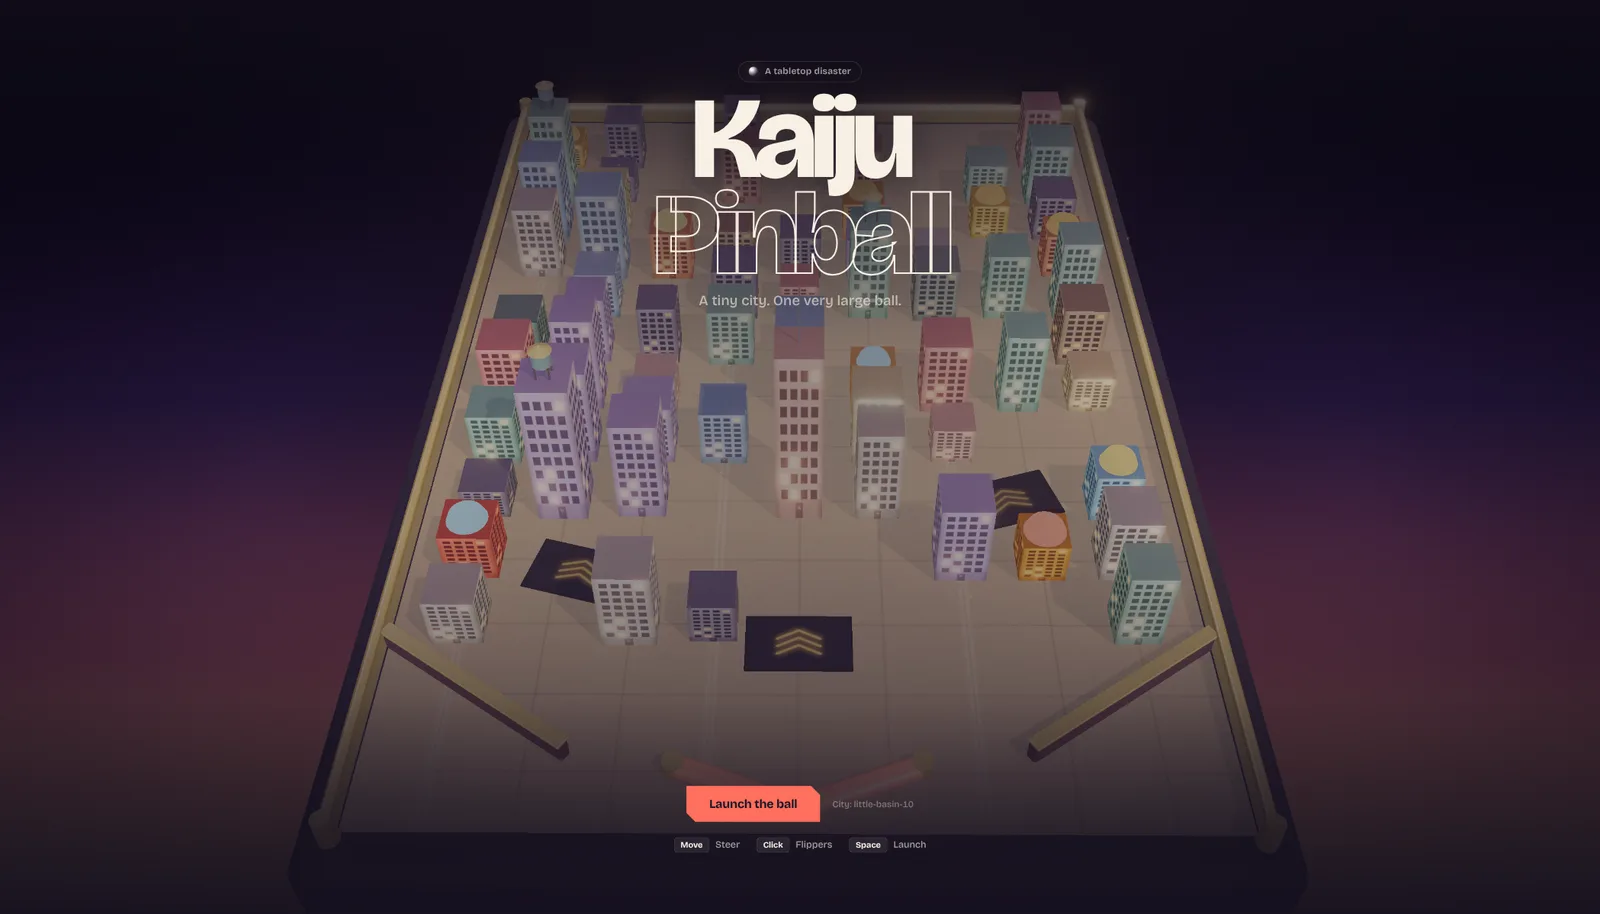 A tabletop disaster
Kaiju
Pinball
A tiny city. One very large ball.
Launch the ball
City: little-basin-10
Move Steer Click Flippers Space Launch